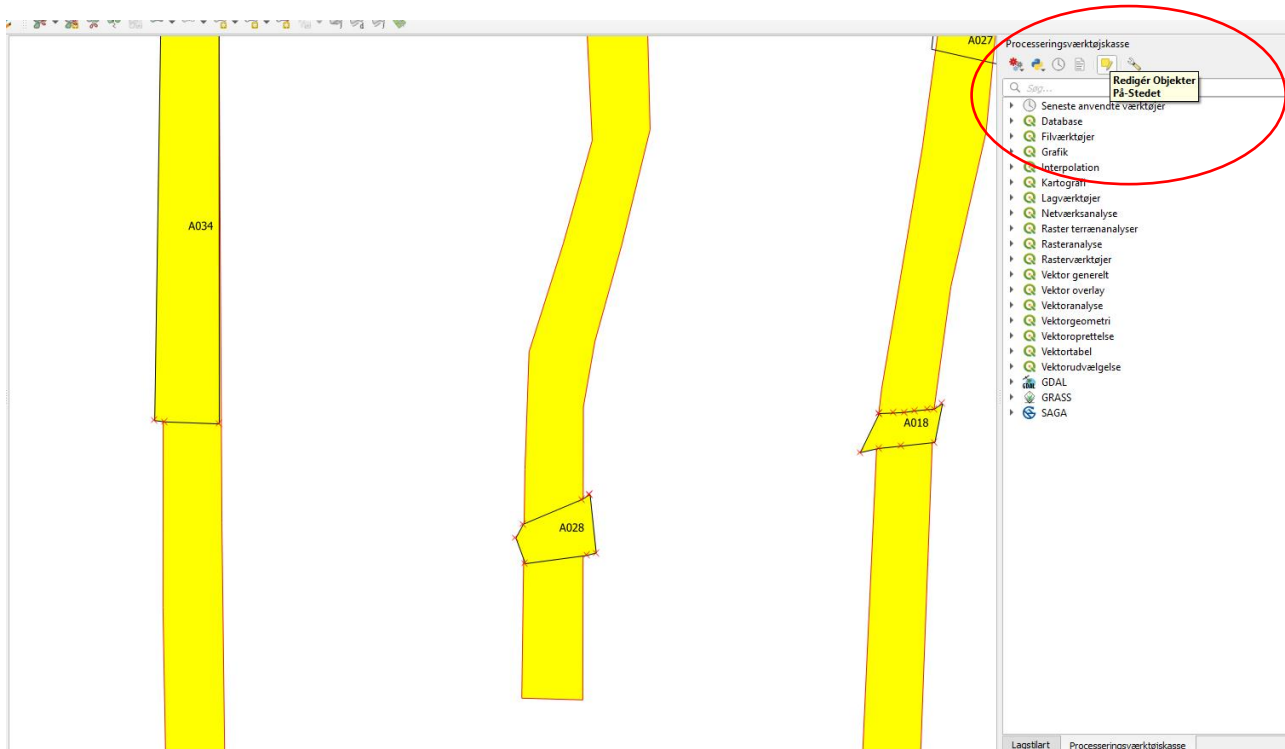 A027
A034
A018
A028
Processeringsværktøjskasse
Redigér Objekter
På-Stedet
Søg...
Seneste anvendte værktøjer
Database
Filværktøjer
Grafik
Interpolation
Kartografi
Lagværktøjer
Netværksanalyse
Raster terrænanalyser
Rasteranalyse
Rasterværktøjer
Vektor generelt
Vektor overlay
Vektoranalyse
Vektorgeometri
Vektoroprettelse
Vektortabel
Vektorudvælgelse
GDAL
GRASS
SAGA
Lagstilart
Processeringsværktøjskasse